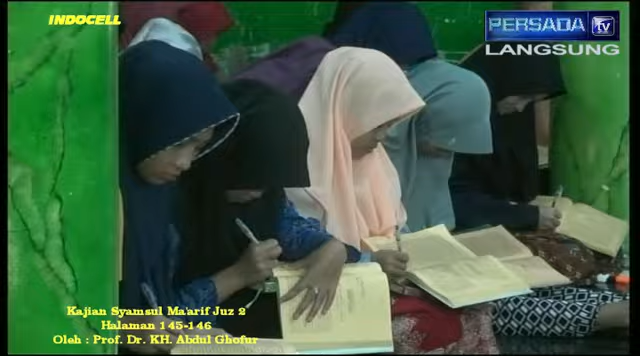 INDOCELL
PERSADA TV
LANGSUNG
Kajian Syamsul Ma'arif Juz 2
Halaman 145-146
Oleh : Prof. Dr. KH. Abdul Ghofur